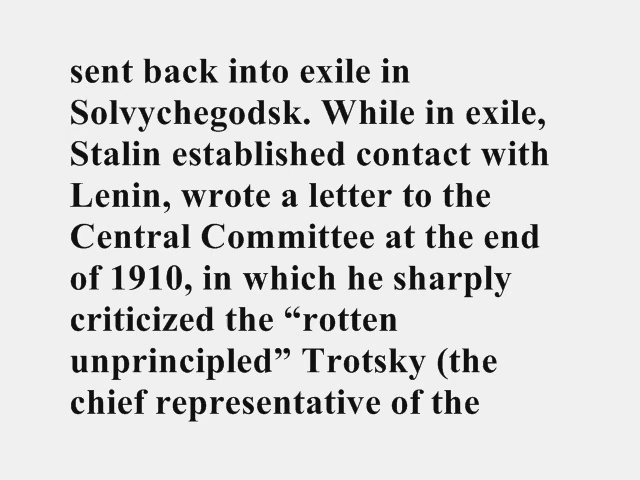 sent back into exile in
Solvychegodsk. While in exile,
Stalin established contact with
Lenin, wrote a letter to the
Central Committee at the end
of 1910, in which he sharply
criticized the “rotten
unprincipled” Trotsky (the
chief representative of the